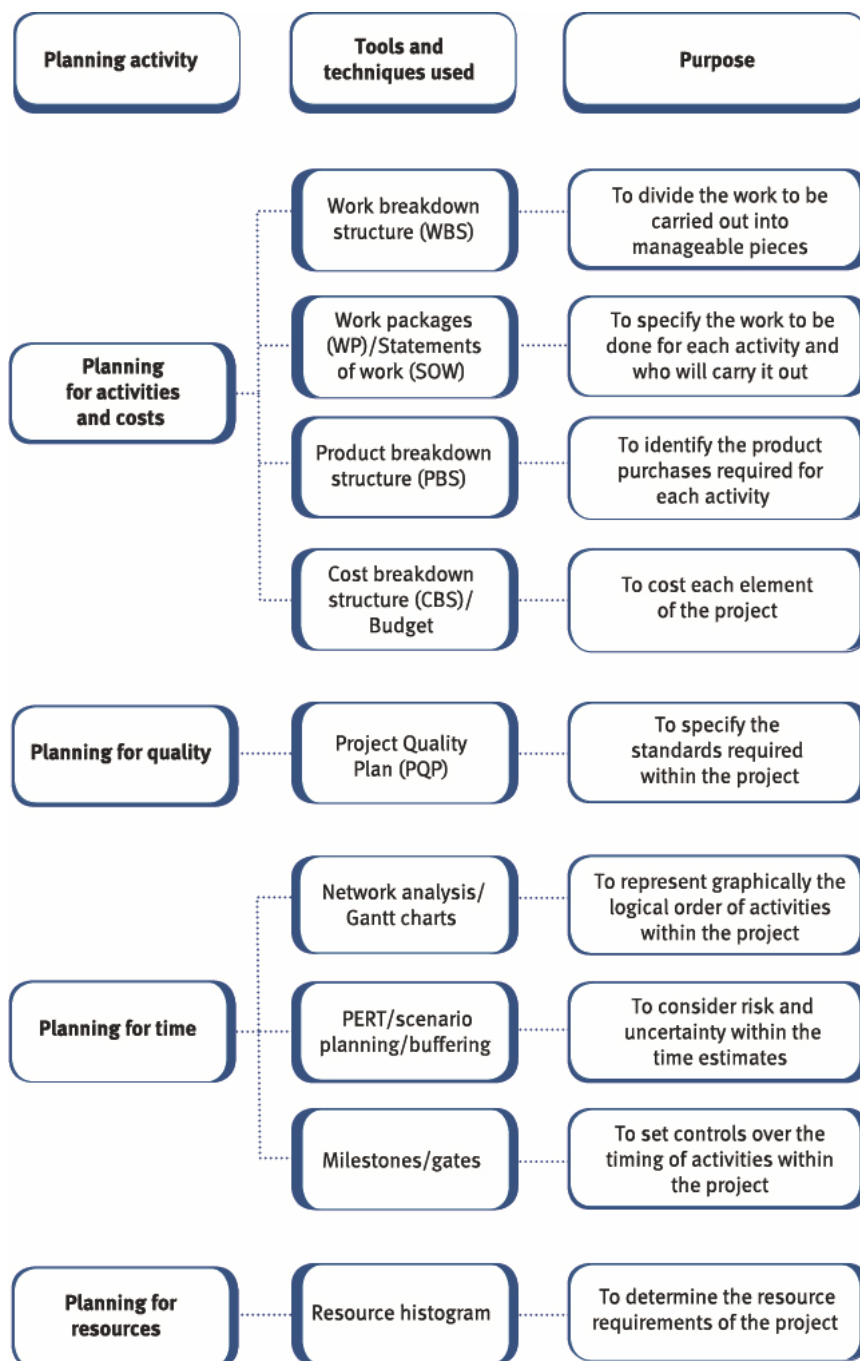 Planning activity
Tools and
techniques used
Purpose
Work breakdown
structure (WBS)
To divide the work to be
carried out into
manageable pieces
Planning
for activities
and costs
Work packages
(WP)/Statements
of work (SOW)
To specify the work to be
done for each activity and
who will carry it out
Product breakdown
structure (PBS)
To identify the product
purchases required for
each activity
Cost breakdown
structure (CBS)/
Budget
To cost each element
of the project
Planning for quality
Project Quality
Plan (PQP)
To specify the
standards required
within the project
Network analysis/
Gantt charts
To represent graphically the
logical order of activities
within the project
Planning for time
PERT/scenario
planning/buffering
To consider risk and
uncertainty within the
time estimates
Milestones/gates
To set controls over the
timing of activities within
the project
Planning for
resources
Resource histogram
To determine the resource
requirements of the project